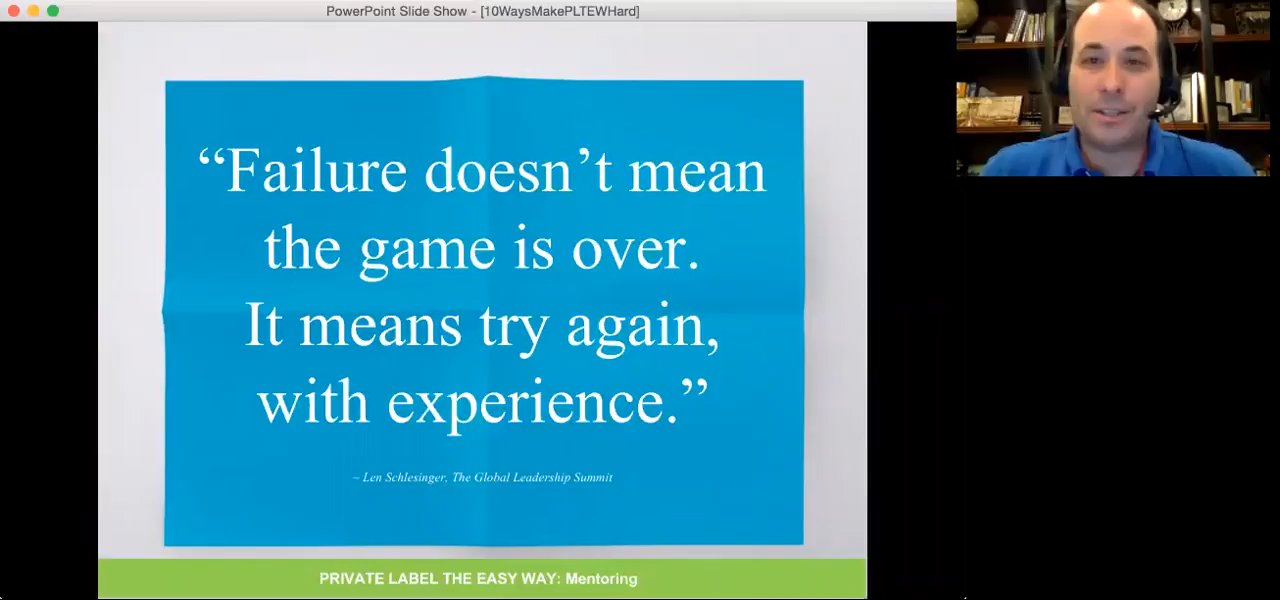 PowerPoint Slide Show - [10WaysMakePLTEWHard]
“Failure doesn’t mean
the game is over.
It means try again,
with experience.”
~ Len Schlesinger, The Global Leadership Summit
PRIVATE LABEL THE EASY WAY: Mentoring